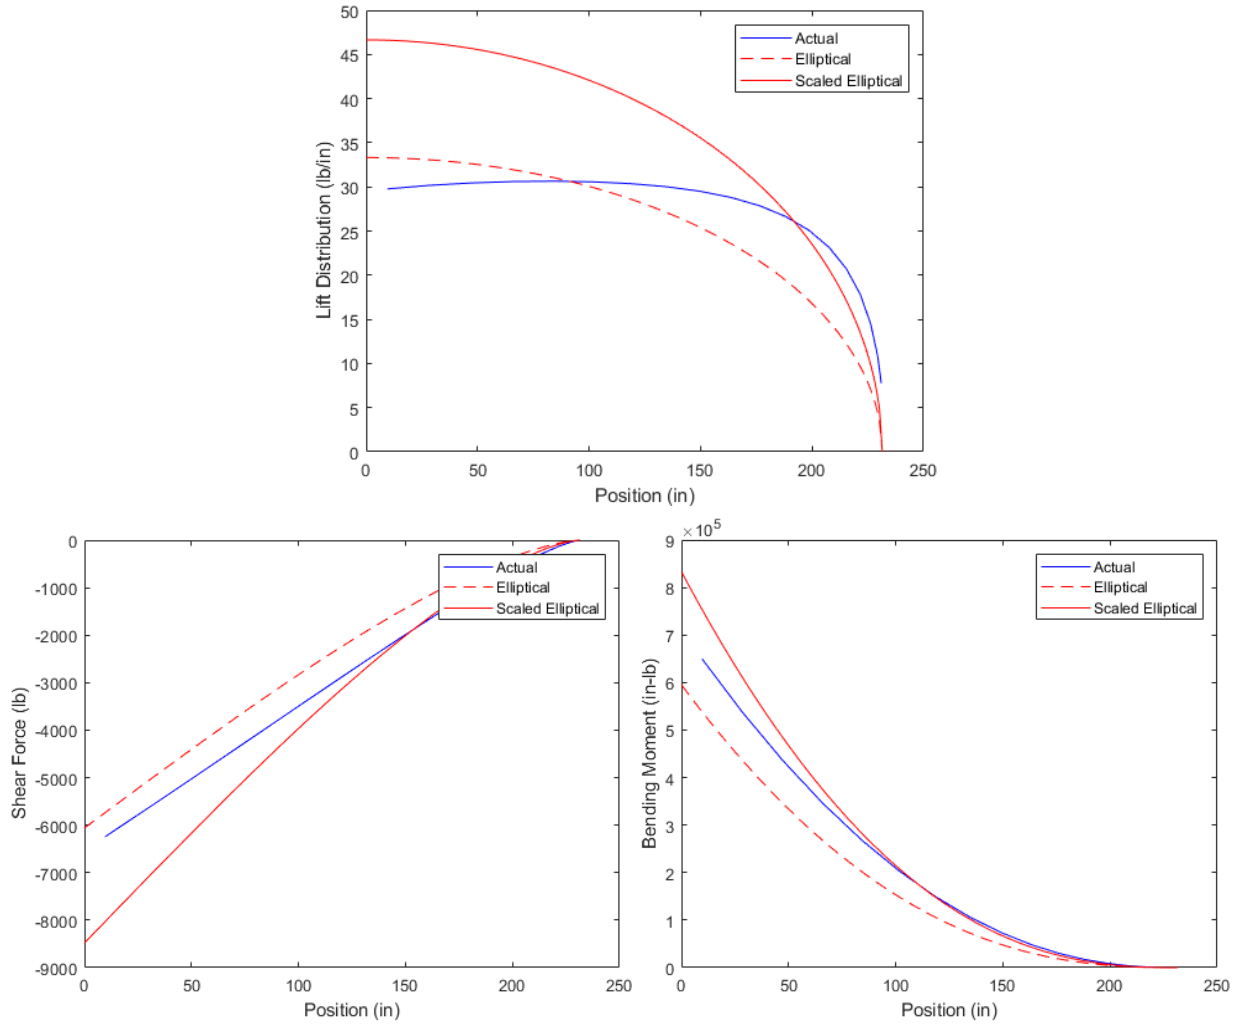 50
45
40
35
30
25
20
15
10
5
0
Lift Distribution (lb/in)
Actual
Elliptical
Scaled Elliptical
0 50 100 150 200 250
Position (in)
0
-1000
-2000
-3000
-4000
-5000
-6000
-7000
-8000
-9000
Shear Force (lb)
Actual
Elliptical
Scaled Elliptical
0 50 100 150 200 250
Position (in)
×10^5
9
8
7
6
5
4
3
2
1
0
Bending Moment (in-lb)
Actual
Elliptical
Scaled Elliptical
0 50 100 150 200 250
Position (in)